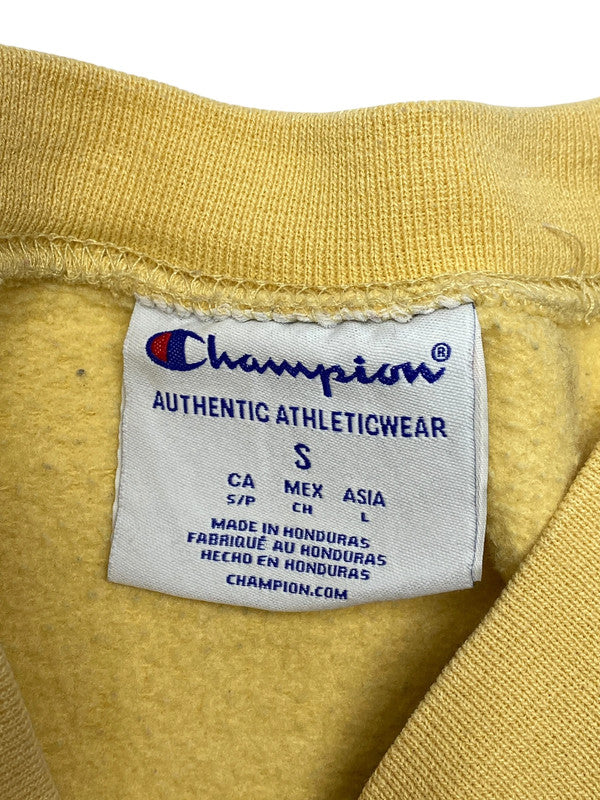 Champion®
AUTHENTIC ATHLETICWEAR
S
CA MEX ASIA
S/P CH L
MADE IN HONDURAS
FABRIQUÉ AU HONDURAS
HECHO EN HONDURAS
CHAMPION.COM